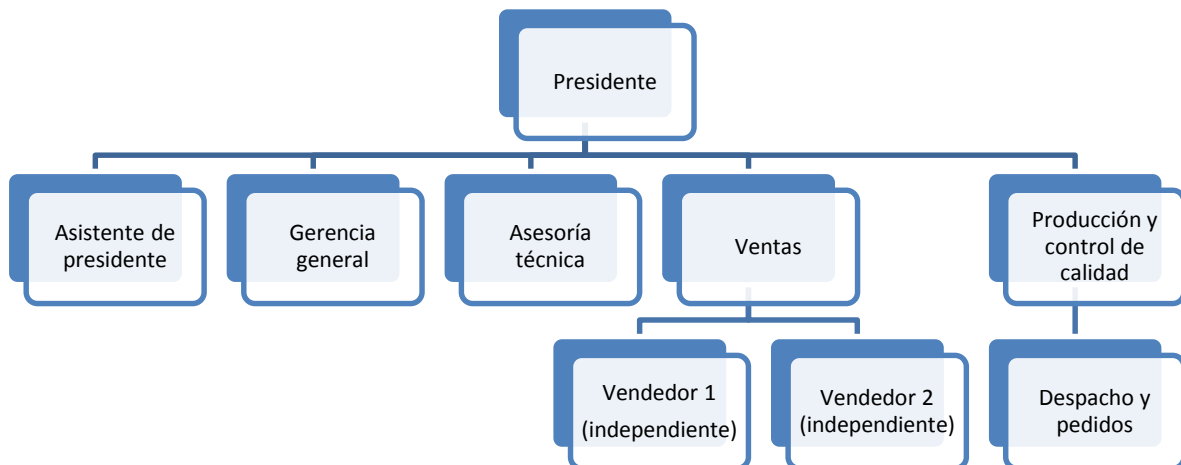 Presidente
Asistente de
presidente
Gerencia
general
Asesoría
técnica
Ventas
Producción y
control de
calidad
Vendedor 1
(independiente)
Vendedor 2
(independiente)
Despacho y
pedidos